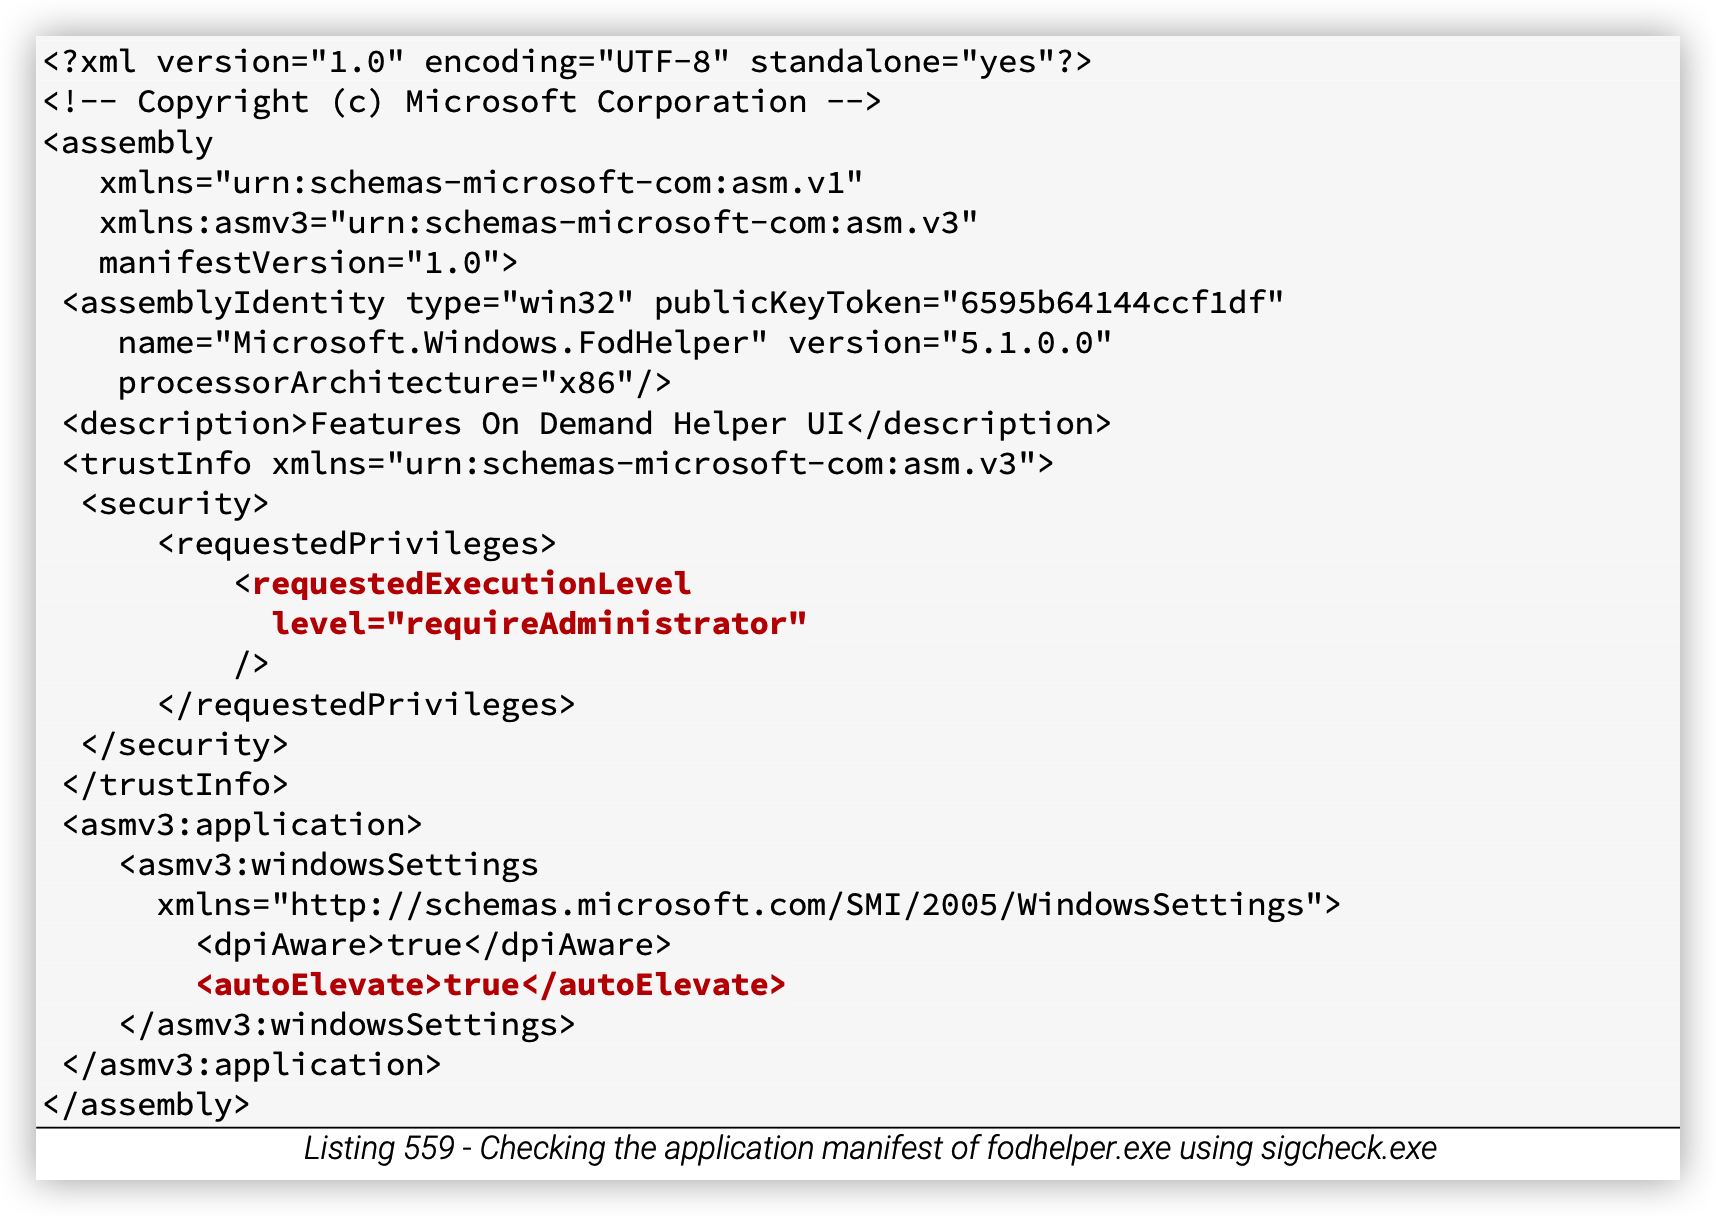 <?xml version="1.0" encoding="UTF-8" standalone="yes"?>
<!-- Copyright (c) Microsoft Corporation -->
<assembly
   xmlns="urn:schemas-microsoft-com:asm.v1"
   xmlns:asmv3="urn:schemas-microsoft-com:asm.v3"
   manifestVersion="1.0">
 <assemblyIdentity type="win32" publicKeyToken="6595b64144ccf1df"
    name="Microsoft.Windows.FodHelper" version="5.1.0.0"
    processorArchitecture="x86"/>
 <description>Features On Demand Helper UI</description>
 <trustInfo xmlns="urn:schemas-microsoft-com:asm.v3">
  <security>
      <requestedPrivileges>
          <requestedExecutionLevel
            level="requireAdministrator"
          />
      </requestedPrivileges>
  </security>
 </trustInfo>
 <asmv3:application>
    <asmv3:windowsSettings
      xmlns="http://schemas.microsoft.com/SMI/2005/WindowsSettings">
        <dpiAware>true</dpiAware>
        <autoElevate>true</autoElevate>
    </asmv3:windowsSettings>
 </asmv3:application>
</assembly>
Listing 559 - Checking the application manifest of fodhelper.exe using sigcheck.exe